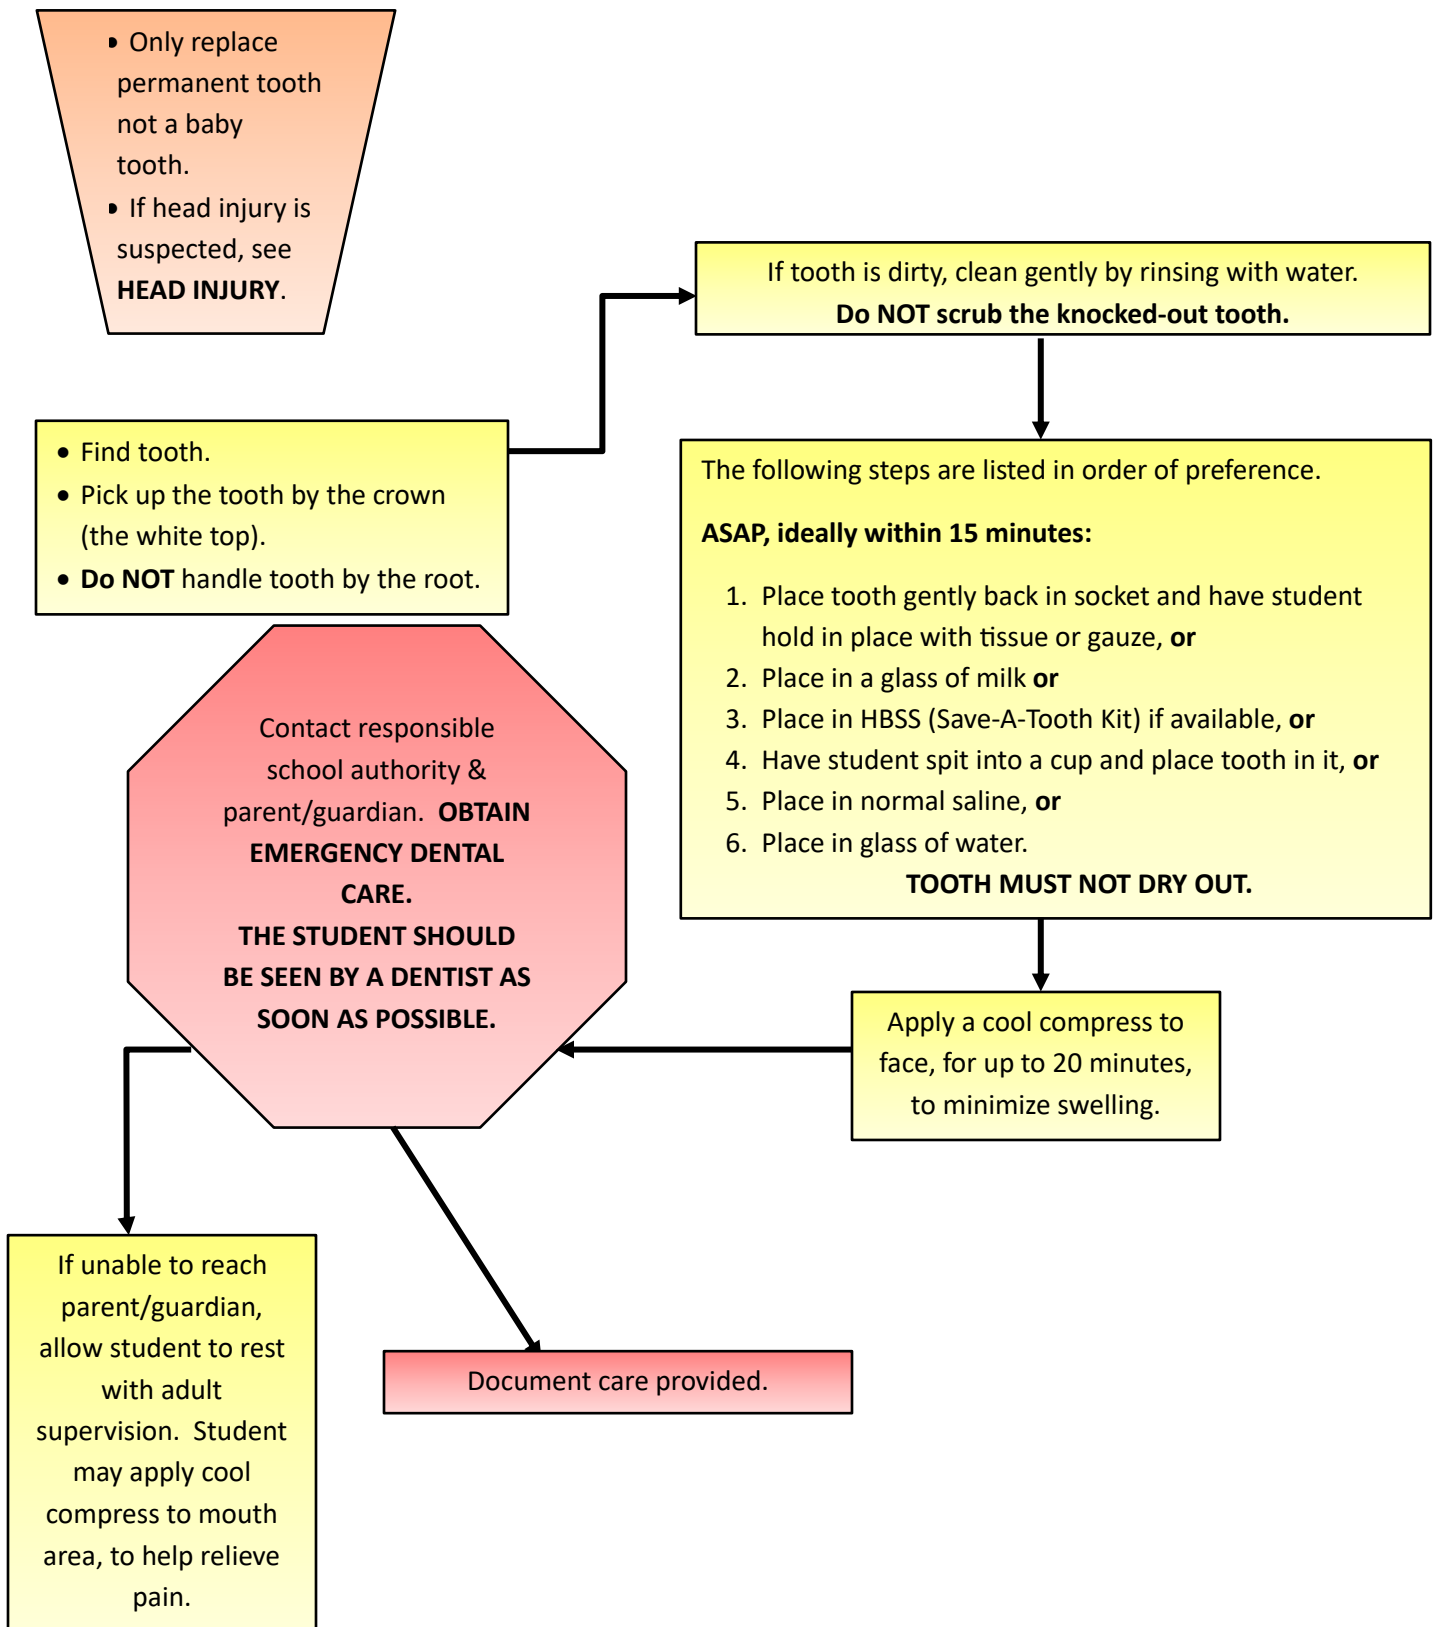 • Only replace
permanent tooth
not a baby
tooth.
• If head injury is
suspected, see
HEAD INJURY.
• Find tooth.
• Pick up the tooth by the crown
(the white top).
• Do NOT handle tooth by the root.
If tooth is dirty, clean gently by rinsing with water.
Do NOT scrub the knocked-out tooth.
The following steps are listed in order of preference.
ASAP, ideally within 15 minutes:
1. Place tooth gently back in socket and have student
hold in place with tissue or gauze, or
2. Place in a glass of milk or
3. Place in HBSS (Save-A-Tooth Kit) if available, or
4. Have student spit into a cup and place tooth in it, or
5. Place in normal saline, or
6. Place in glass of water.
TOOTH MUST NOT DRY OUT.
Apply a cool compress to
face, for up to 20 minutes,
to minimize swelling.
Contact responsible
school authority &
parent/guardian. OBTAIN
EMERGENCY DENTAL
CARE.
THE STUDENT SHOULD
BE SEEN BY A DENTIST AS
SOON AS POSSIBLE.
If unable to reach
parent/guardian,
allow student to rest
with adult
supervision. Student
may apply cool
compress to mouth
area, to help relieve
pain.
Document care provided.